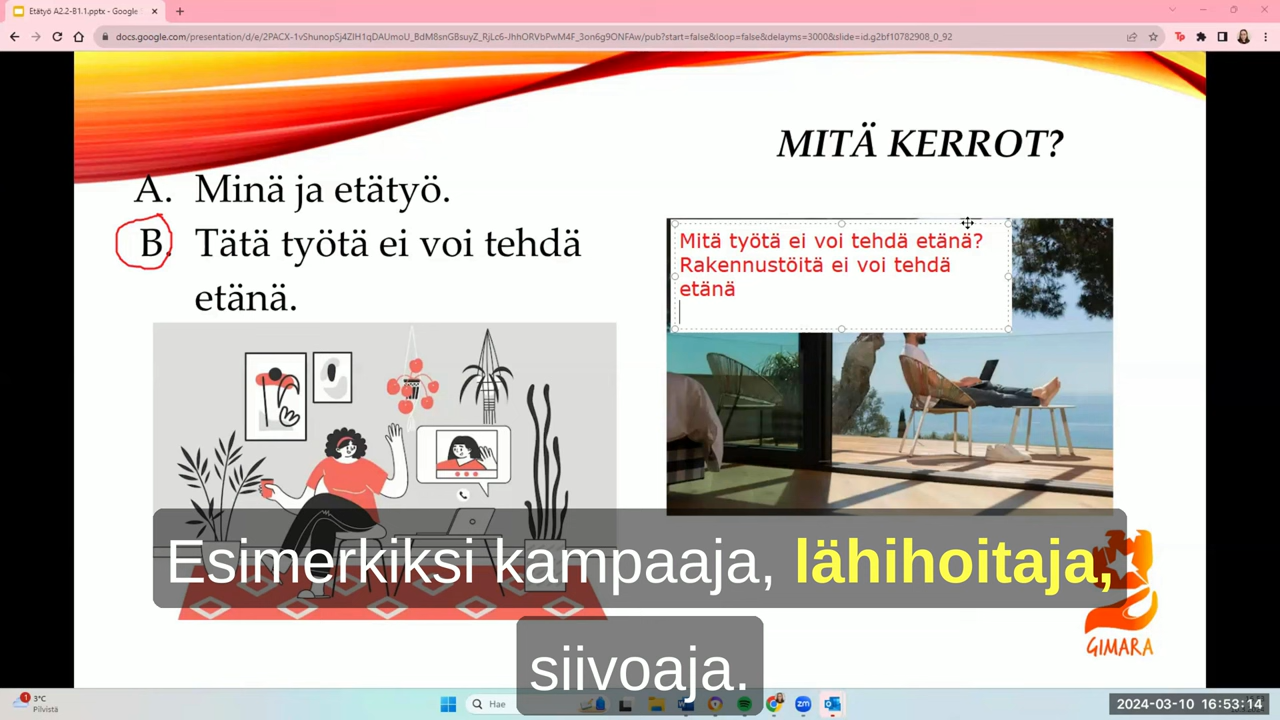 Etätyö A2.2-B1.1.pptx - Google
docs.google.com/presentation/d/e/2PACX-1vShunopSj4ZIH1qDAUmoU_BdM8snGBsuyZ_RjLc6-JhhORVbPwM4F_3on6g9ONFAw/pub?start=false&loop=false&delayms=3000&slide=id.g2bf10782908_0_92
MITÄ KERROT?
A. Minä ja etätyö.
B. Tätä työtä ei voi tehdä
etänä.
Mitä työtä ei voi tehdä etänä?
Rakennustöitä ei voi tehdä
etänä
Esimerkiksi kampaaja, lähihoitaja,
siivoaja.
GIMARA
1
3°C
Pilvistä
Hae
zm
2024-03-10 16:53:14